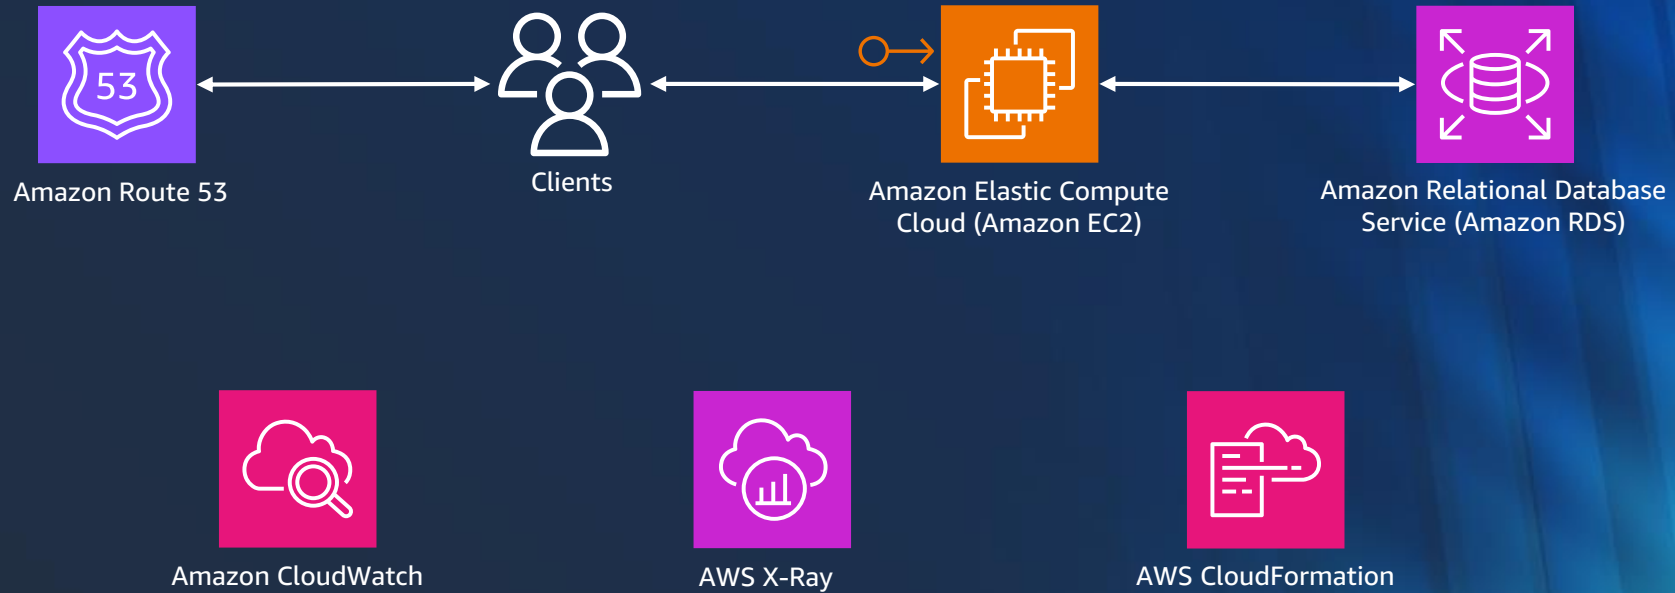 53
Amazon Route 53
Clients
Amazon Elastic Compute
Cloud (Amazon EC2)
Amazon Relational Database
Service (Amazon RDS)
Amazon CloudWatch
AWS X-Ray
AWS CloudFormation